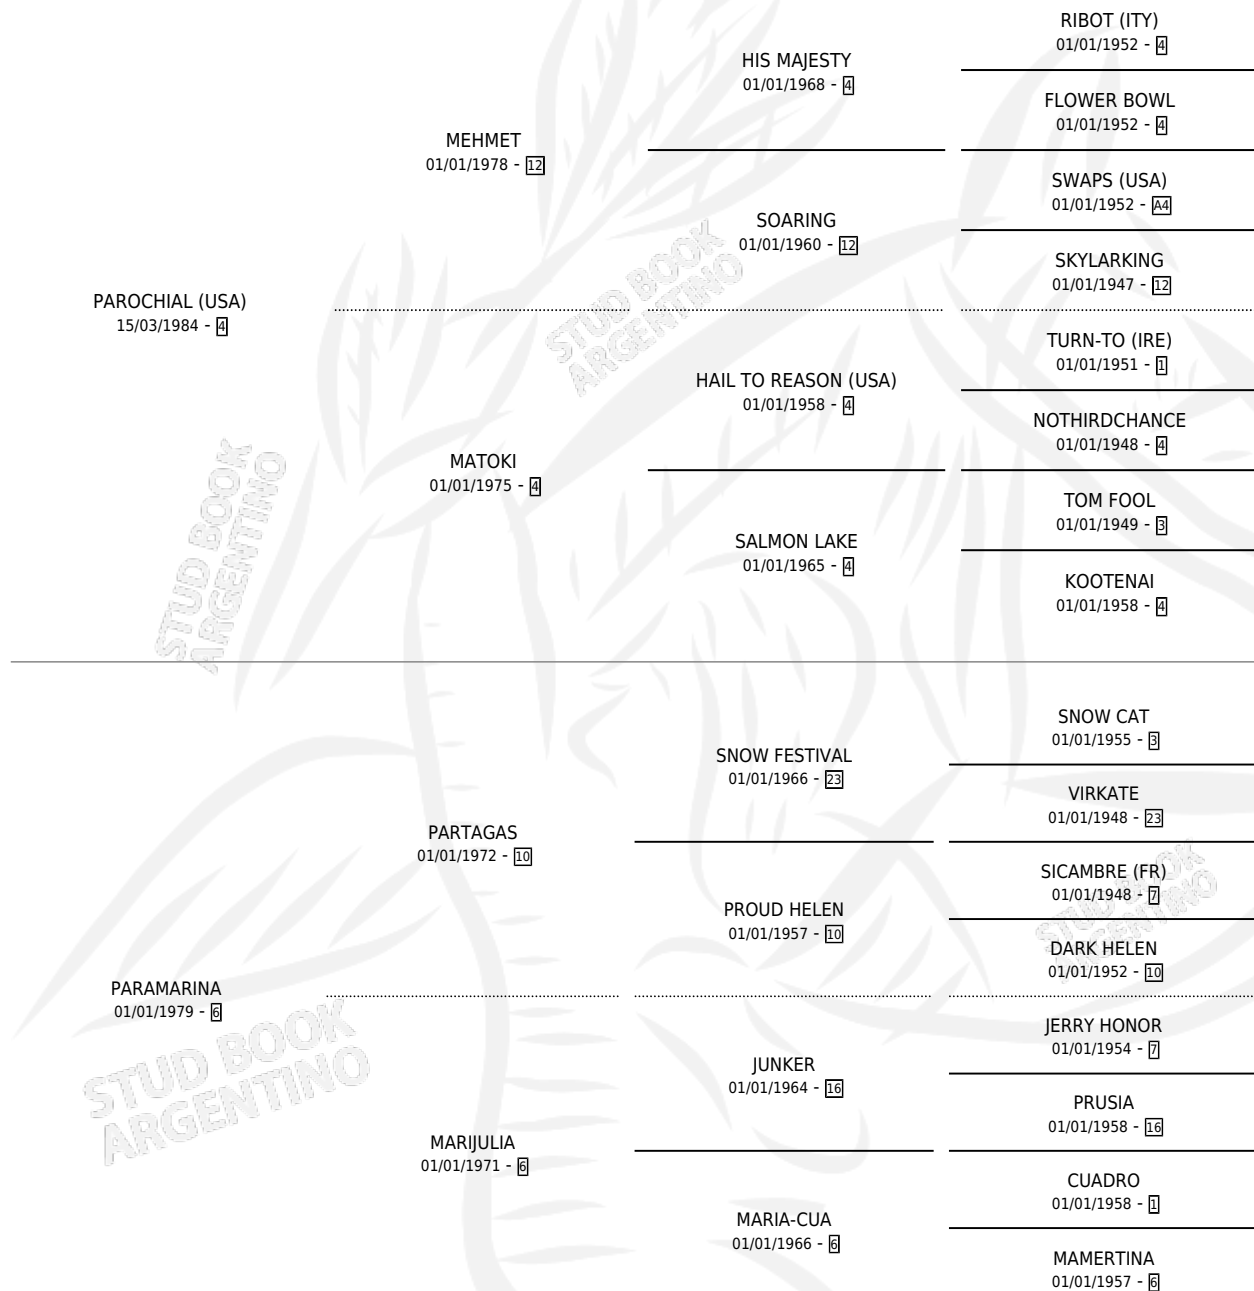 RIBOT (ITY)
01/01/1952 - 4
HIS MAJESTY
01/01/1968 - 4
FLOWER BOWL
01/01/1952 - 4
MEHMET
01/01/1978 - 12
SWAPS (USA)
01/01/1952 - A4
SOARING
01/01/1960 - 12
SKYLARKING
01/01/1947 - 12
PAROCHIAL (USA)
15/03/1984 - 4
TURN-TO (IRE)
01/01/1951 - 1
HAIL TO REASON (USA)
01/01/1958 - 4
NOTHIRDCHANCE
01/01/1948 - 4
MATOKI
01/01/1975 - 4
TOM FOOL
01/01/1949 - 3
SALMON LAKE
01/01/1965 - 4
KOOTENAI
01/01/1958 - 4
SNOW CAT
01/01/1955 - 3
SNOW FESTIVAL
01/01/1966 - 23
VIRKATE
01/01/1948 - 23
PARTAGAS
01/01/1972 - 10
SICAMBRE (FR)
01/01/1948 - 7
PROUD HELEN
01/01/1957 - 10
DARK HELEN
01/01/1952 - 10
PARAMARINA
01/01/1979 - 6
JERRY HONOR
01/01/1954 - 7
JUNKER
01/01/1964 - 16
PRUSIA
01/01/1958 - 16
MARIJULIA
01/01/1971 - 6
CUADRO
01/01/1958 - 1
MARIA-CUA
01/01/1966 - 6
MAMERTINA
01/01/1957 - 6
STUD BOOK
ARGENTINO
STUD BOOK
ARGENTINO
STUD BOOK
ARGENTINO
STUD BOOK
ARGENTINO